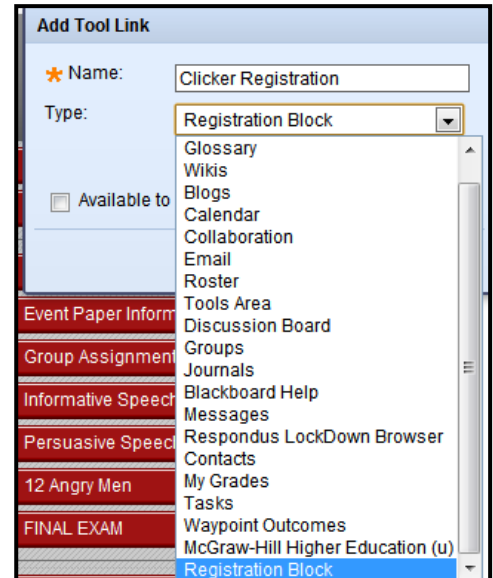 Add Tool Link
* Name: Clicker Registration
Type: Registration Block
Glossary
Wikis
Blogs
Available to
Calendar
Collaboration
Email
Roster
Tools Area
Event Paper Inform
Discussion Board
Groups
Group Assignment
Journals
Blackboard Help
Informative Speech
Messages
Respondus LockDown Browser
Persuasive Speech
Contacts
My Grades
12 Angry Men
Tasks
Waypoint Outcomes
FINAL EXAM
McGraw-Hill Higher Education (u)
Registration Block